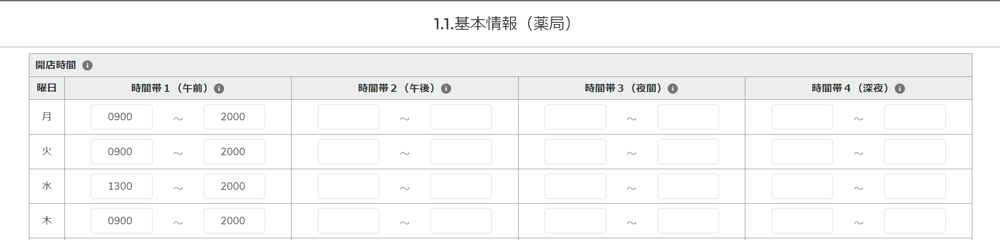 1.1.基本情報（薬局）
開店時間
曜日 時間帯１（午前） 時間帯２（午後） 時間帯３（夜間） 時間帯４（深夜）
月 0900 ～ 2000 ～ ～ ～
火 0900 ～ 2000 ～ ～ ～
水 1300 ～ 2000 ～ ～ ～
木 0900 ～ 2000 ～ ～ ～